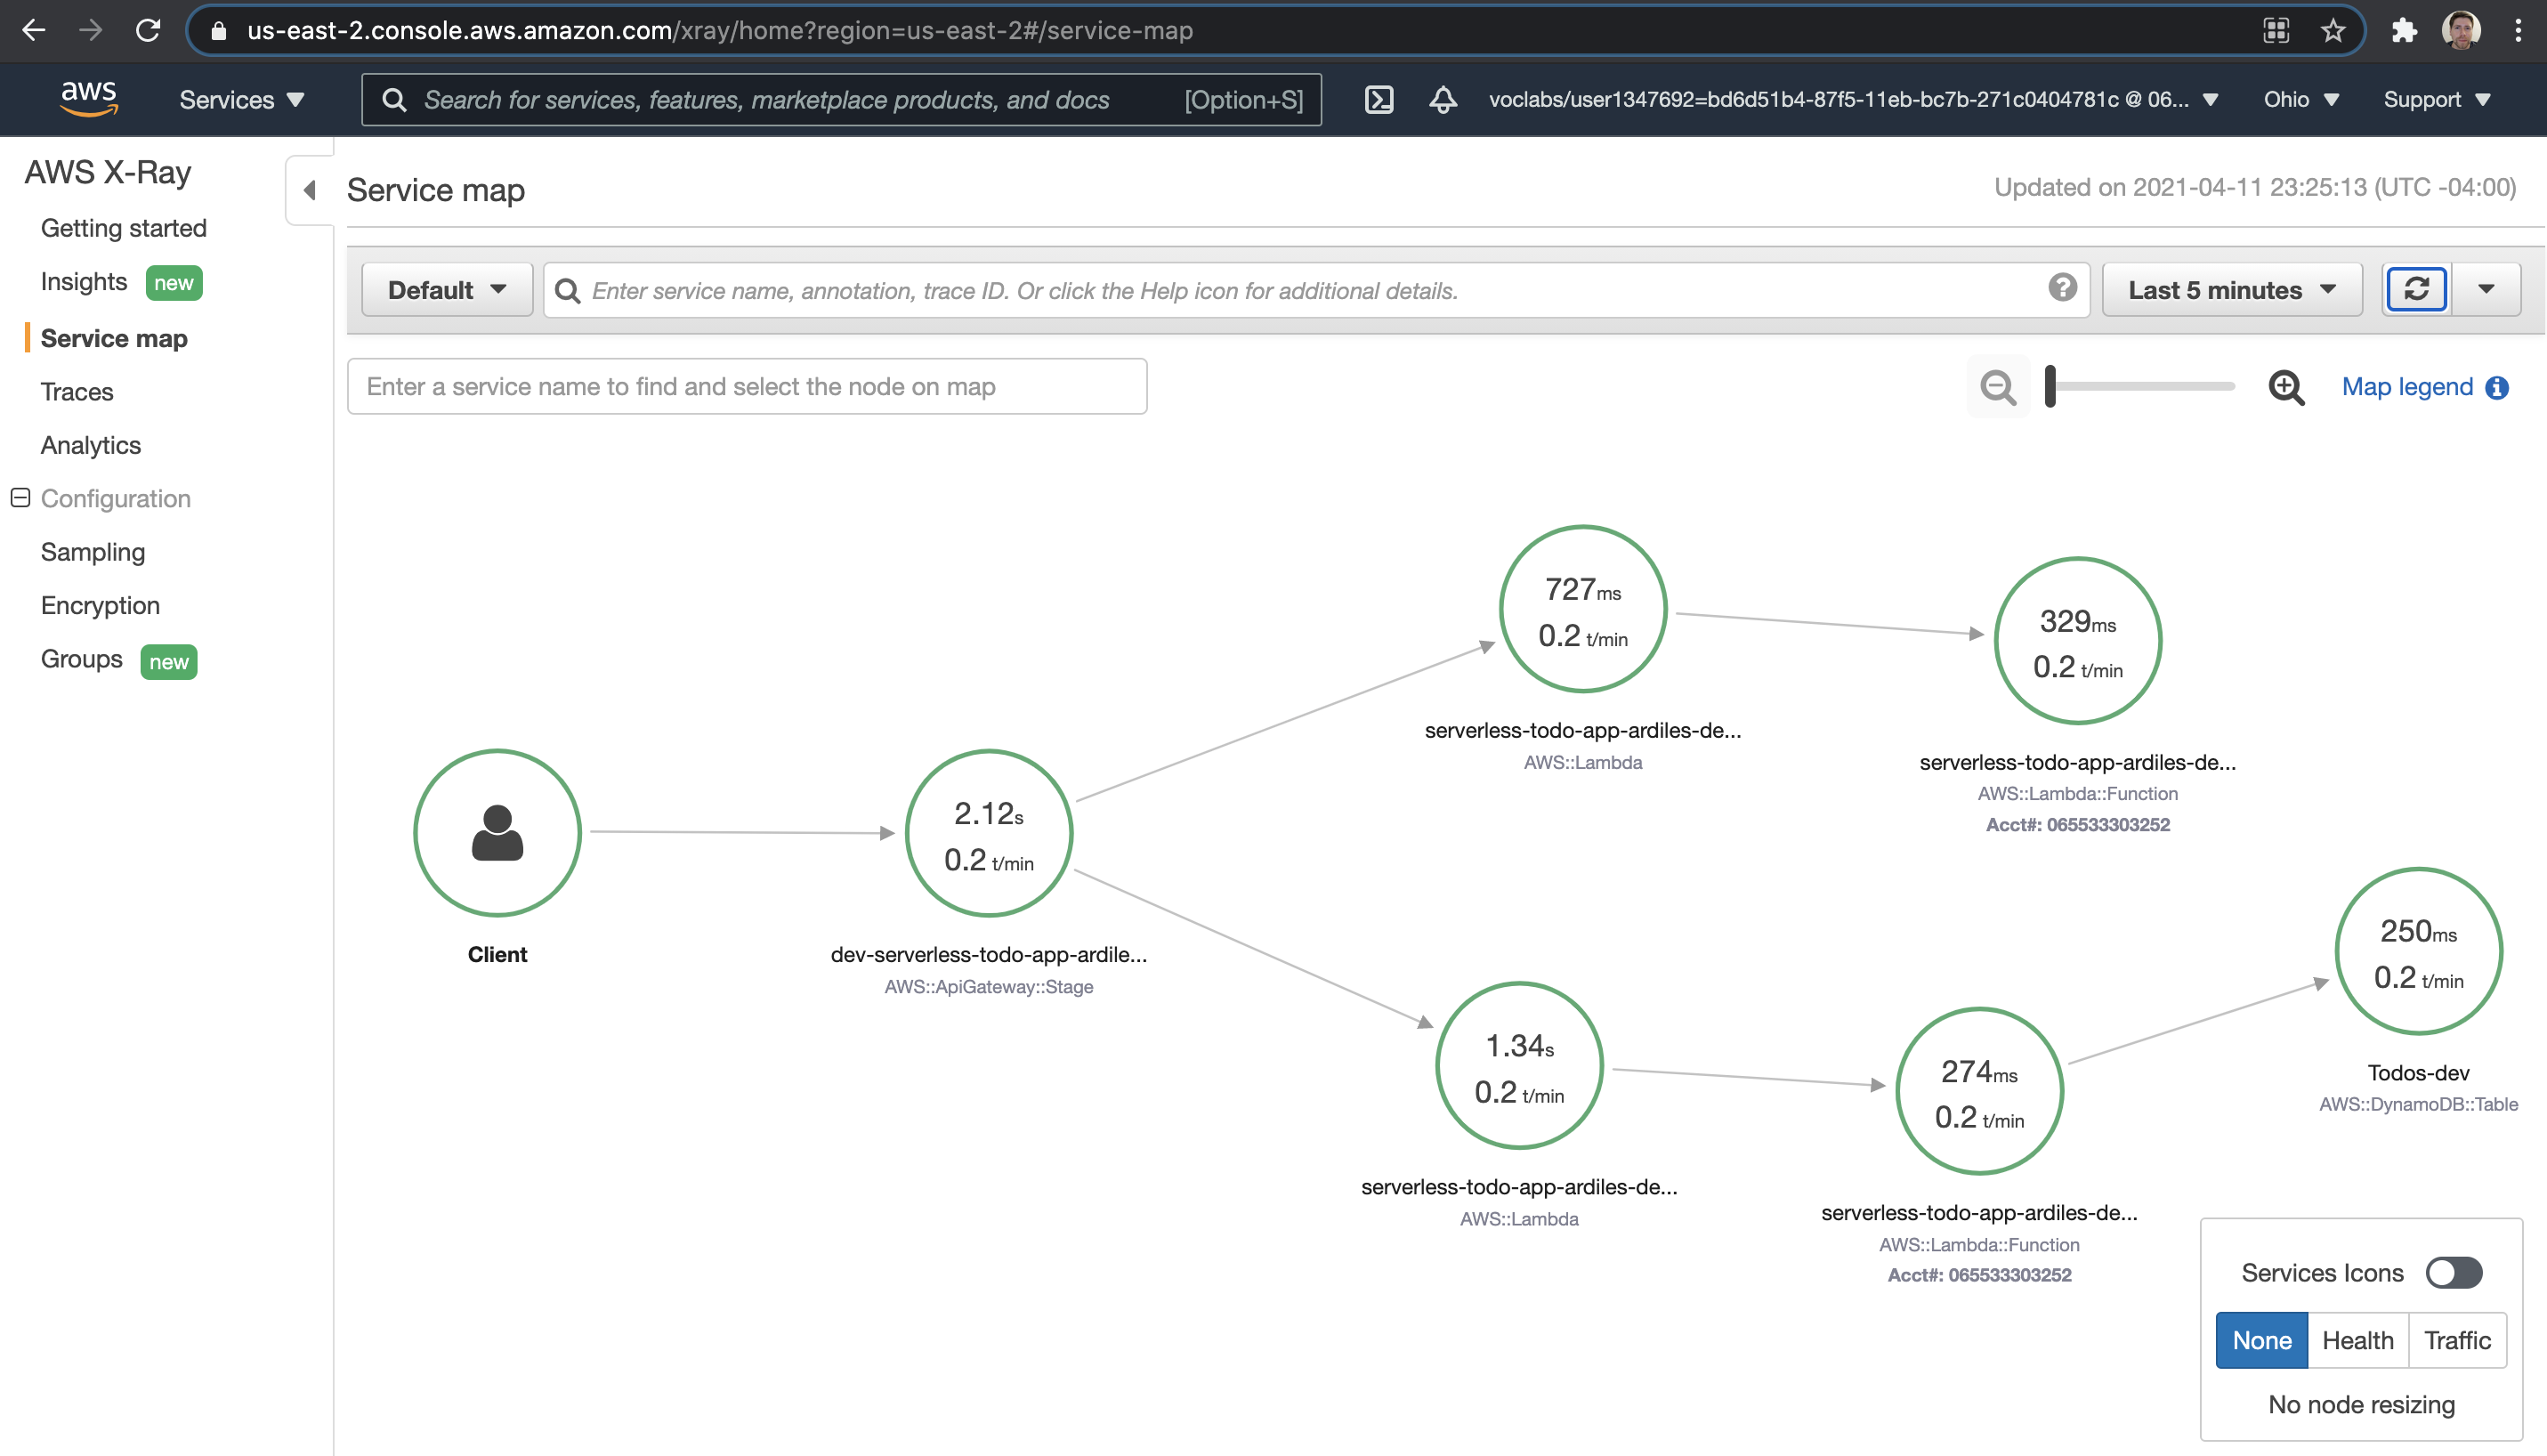 us-east-2.console.aws.amazon.com/xray/home?region=us-east-2#/service-map
aws
Services
Search for services, features, marketplace products, and docs [Option+S]
voclabs/user1347692=bd6d51b4-87f5-11eb-bc7b-271c0404781c @ 06...
Ohio
Support
AWS X-Ray
Getting started
Insights new
Service map
Traces
Analytics
Configuration
Sampling
Encryption
Groups new
Service map
Updated on 2021-04-11 23:25:13 (UTC -04:00)
Default
Enter service name, annotation, trace ID. Or click the Help icon for additional details.
Last 5 minutes
Enter a service name to find and select the node on map
Map legend
727ms
0.2 t/min
serverless-todo-app-ardiles-de...
AWS::Lambda
329ms
0.2 t/min
serverless-todo-app-ardiles-de...
AWS::Lambda::Function
Acct#: 065533303252
Client
2.12s
0.2 t/min
dev-serverless-todo-app-ardile...
AWS::ApiGateway::Stage
250ms
0.2 t/min
Todos-dev
AWS::DynamoDB::Table
1.34s
0.2 t/min
serverless-todo-app-ardiles-de...
AWS::Lambda
274ms
0.2 t/min
serverless-todo-app-ardiles-de...
AWS::Lambda::Function
Acct#: 065533303252
Services Icons
None Health Traffic
No node resizing